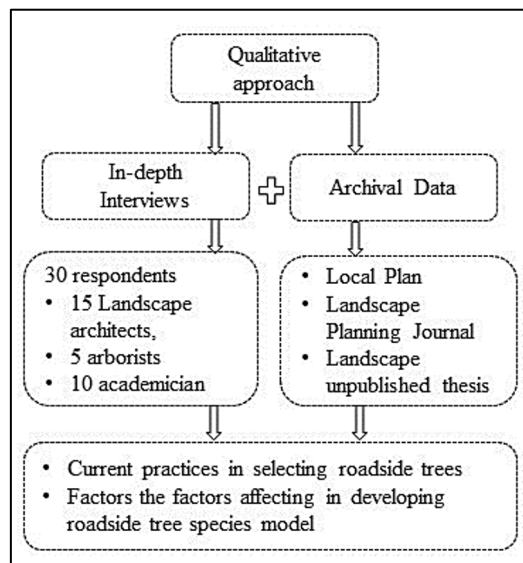 Qualitative
approach
In-depth
Interviews
Archival Data
30 respondents
• 15 Landscape
architects,
• 5 arborists
• 10 academician
• Local Plan
• Landscape
Planning Journal
• Landscape
unpublished thesis
• Current practices in selecting roadside trees
• Factors the factors affecting in developing
roadside tree species model